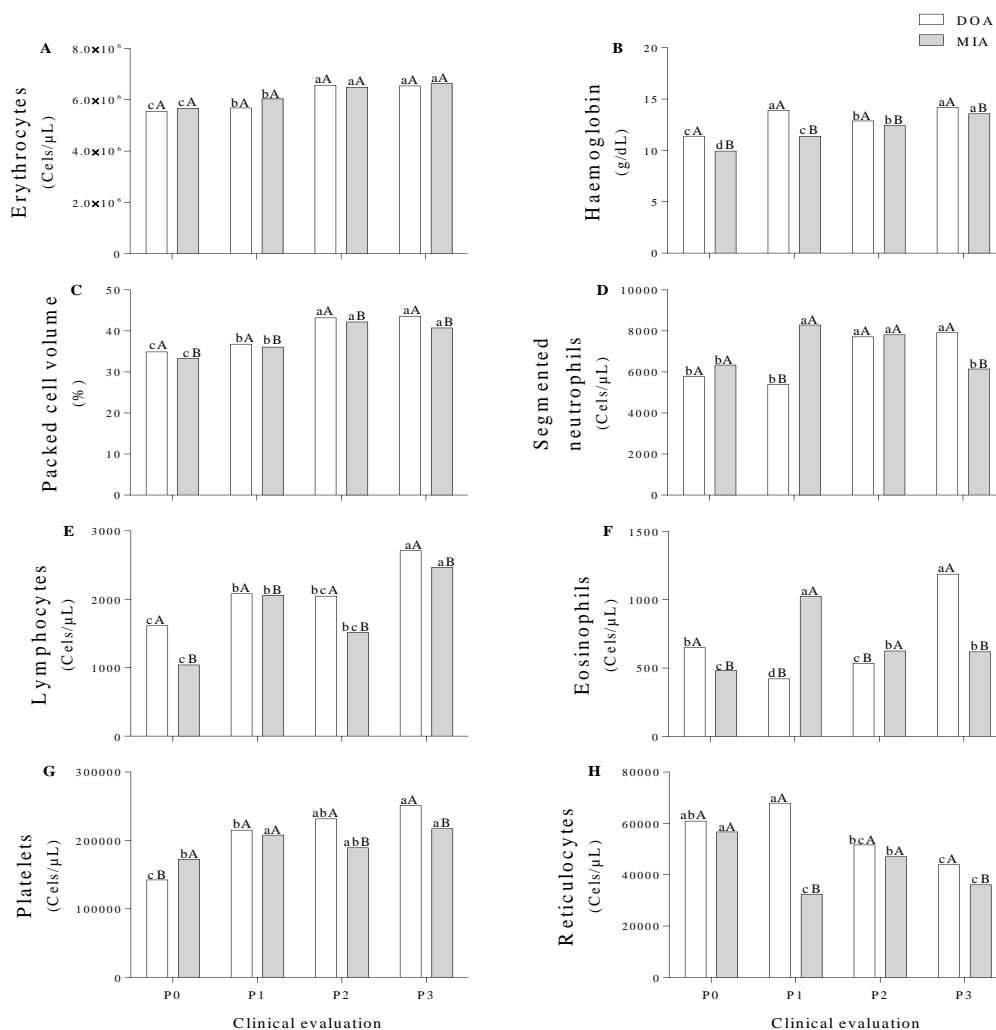 DOA
MIA
A
Erythrocytes
(Cels/µL)
8.0×10⁶
6.0×10⁶
4.0×10⁶
2.0×10⁶
0
cA cA bA bA aA aA aA aA
B
Haemoglobin
(g/dL)
20
15
10
5
0
cA dB aA cB bA bB aA aB
C
Packed cell volume
(%)
50
40
30
20
10
0
cA cB bA bB aA aB aA aB
D
Segmented
neutrophils
(Cels/µL)
10000
8000
6000
4000
2000
0
bA bA bB aA aA aA aA bB
E
Lymphocytes
(Cels/µL)
3000
2000
1000
0
cA cB bA bB bcA bcB aA aB
F
Eosinophils
(Cels/µL)
1500
1000
500
0
bA cB dB aA cB bA aA bB
G
Platelets
(Cels/µL)
300000
200000
100000
0
cB bA bA aA abA abB aA aB
P0 P1 P2 P3
Clinical evaluation
H
Reticulocytes
(Cels/µL)
80000
60000
40000
20000
0
abA aA aA cB bcA bA cA cB
P0 P1 P2 P3
Clinical evaluation